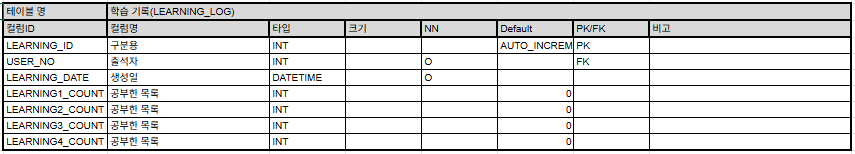 테이블 명 학습 기록(LEARNING_LOG)
컬럼ID 컬럼명 타입 크기 NN Default PK/FK 비고
LEARNING_ID 구분용 INT AUTO_INCREM PK
USER_NO 출석자 INT O FK
LEARNING_DATE 생성일 DATETIME O
LEARNING1_COUNT 공부한 목록 INT 0
LEARNING2_COUNT 공부한 목록 INT 0
LEARNING3_COUNT 공부한 목록 INT 0
LEARNING4_COUNT 공부한 목록 INT 0